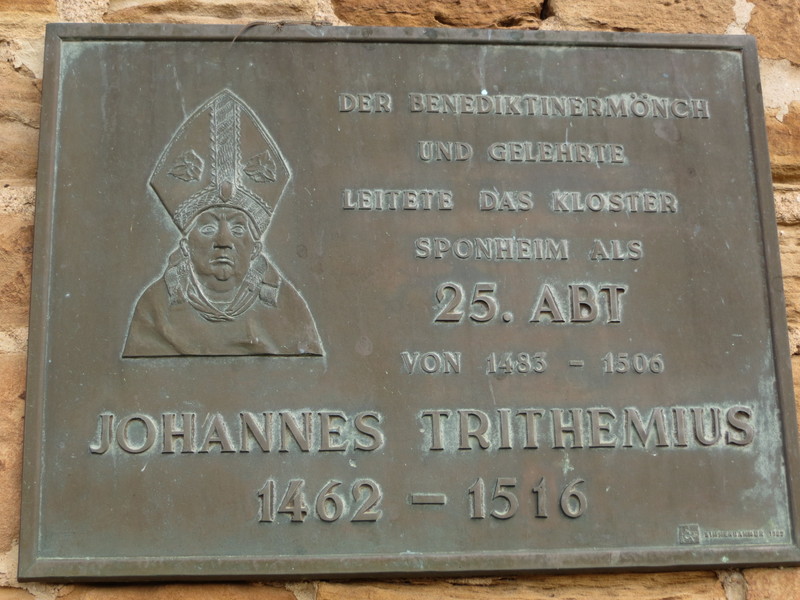 DER BENEDIKTINERMÖNCH
UND GELEHRTE
LEITETE DAS KLOSTER
SPONHEIM ALS
25. ABT
VON 1483 - 1506
JOHANNES TRITHEMIUS
1462 - 1516